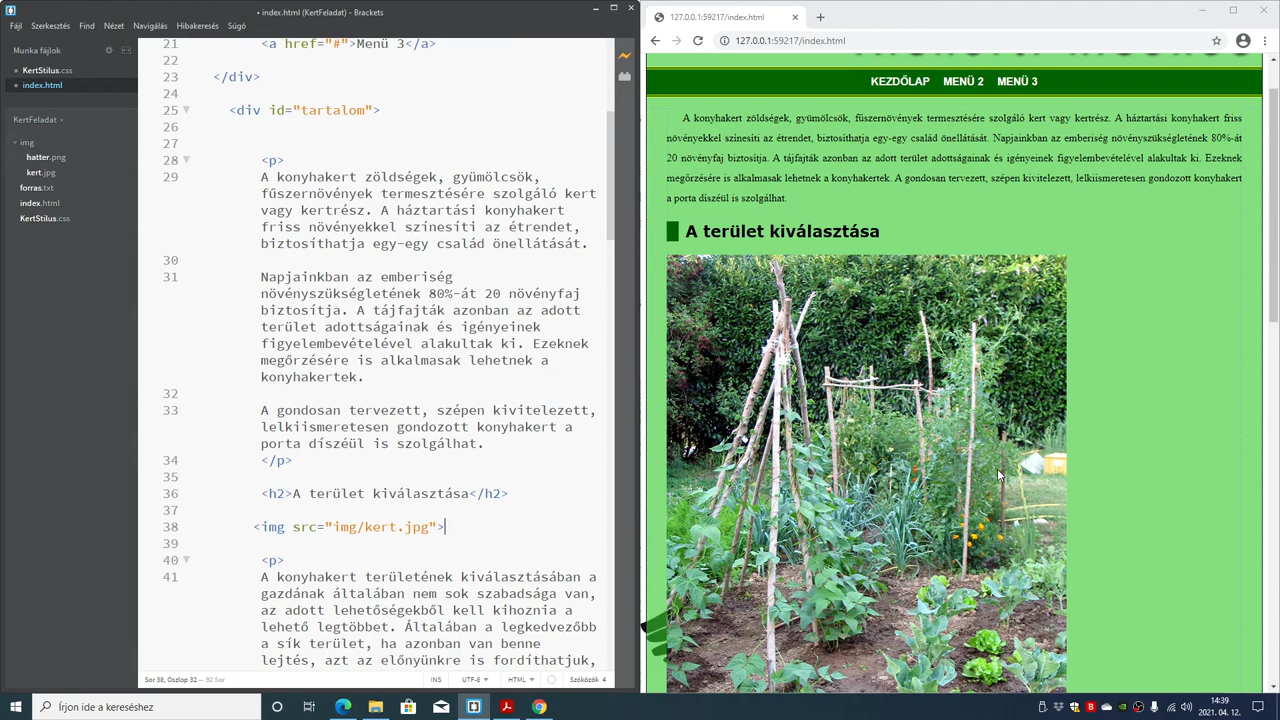 • index.html (KertFeladat) - Brackets
Fájl Szerkesztés Keresés Nézet Navigálás Hibakeresés Súgó
Munka fájlok
KertStilus.css
index.html
KertFeladat
img
hatter.png
kert.jpg
forras.txt
index.html
KertStilus.css
21 <a href="#">Menü 3</a>
22
23 </div>
24
25 <div id="tartalom">
26
27
28 <p>
29 A konyhakert zöldségek, gyümölcsök,
fűszernövények termesztésére szolgáló kert
vagy kertrész. A háztartási konyhakert
friss növényekkel színesíti az étrendet,
biztosíthatja egy-egy család önellátását.
30
31 Napjainkban az emberiség
növényszükségletének 80%-át 20 növényfaj
biztosítja. A tájfajták azonban az adott
terület adottságainak és igényeinek
figyelembevételével alakultak ki. Ezeknek
megőrzésére is alkalmasak lehetnek a
konyhakertek.
32
33 A gondosan tervezett, szépen kivitelezett,
lelkiismeretesen gondozott konyhakert a
porta díszéül is szolgálhat.
34 </p>
35
36 <h2>A terület kiválasztása</h2>
37
38 <img src="img/kert.jpg">
39
40 <p>
41 A konyhakert területének kiválasztásában a
gazdának általában nem sok szabadsága van,
az adott lehetőségekből kell kihoznia a
lehető legtöbbet. Általában a legkedvezőbb
a sík terület, ha azonban van benne
lejtés, azt az előnyünkre is fordíthatjuk,
Sor 38, Oszlop 32 — 92 Sor INS UTF-8 HTML Szóközök: 4
127.0.0.1:59217/index.html
127.0.0.1:59217/index.html
KEZDŐLAP MENÜ 2 MENÜ 3
A konyhakert zöldségek, gyümölcsök, fűszernövények termesztésére szolgáló kert vagy kertrész. A háztartási konyhakert friss
növényekkel színesíti az étrendet, biztosíthatja egy-egy család önellátását. Napjainkban az emberiség növényszükségletének 80%-át
20 növényfaj biztosítja. A tájfajták azonban az adott terület adottságainak és igényeinek figyelembevételével alakultak ki. Ezeknek
megőrzésére is alkalmasak lehetnek a konyhakertek. A gondosan tervezett, szépen kivitelezett, lelkiismeretesen gondozott konyhakert
a porta díszéül is szolgálhat.
A terület kiválasztása
Írjon ide a kereséshez
14:39
2021. 04. 12.